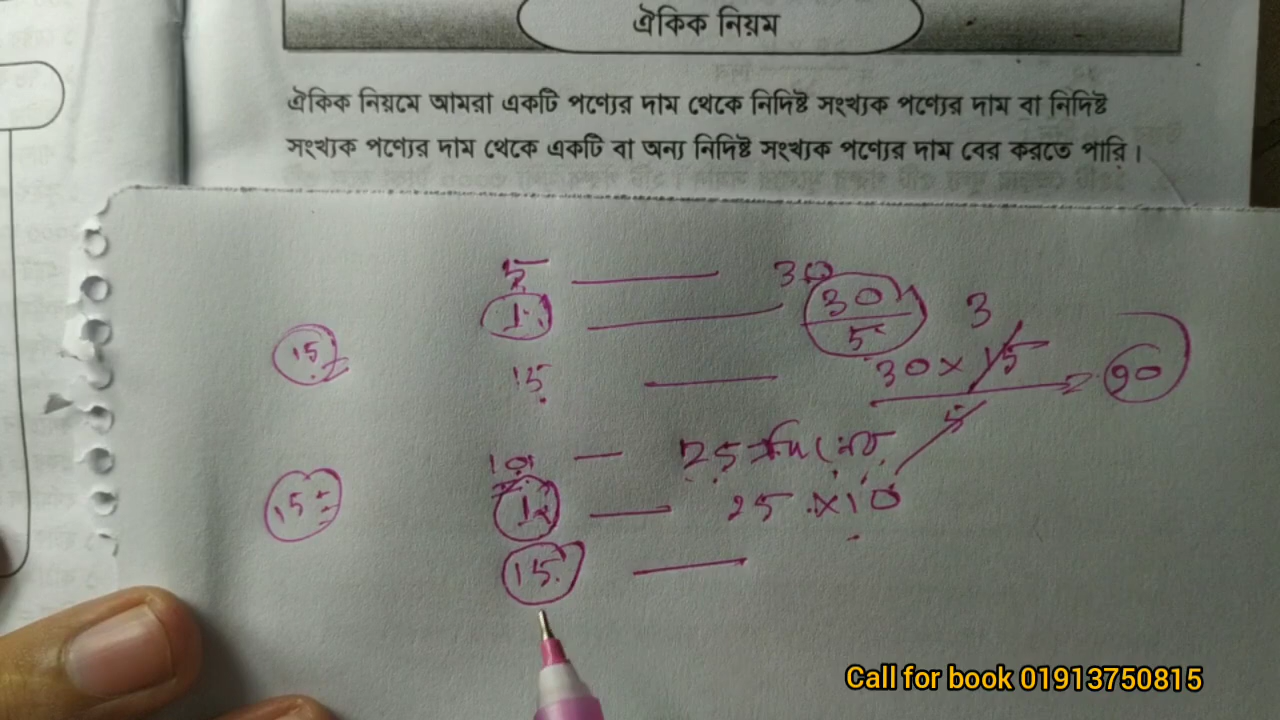 ঐকিক নিয়ম
ঐকিক নিয়মে আমরা একটি পণ্যের দাম থেকে নির্দিষ্ট সংখ্যক পণ্যের দাম বা নির্দিষ্ট
সংখ্যক পণ্যের দাম থেকে একটি বা অন্য নির্দিষ্ট সংখ্যক পণ্যের দাম বের করতে পারি।
5 30
1 30
5
3
15 15 30 × 15 = 90
5
10 25
15 1 25 × 10
15
Call for book 01913750815